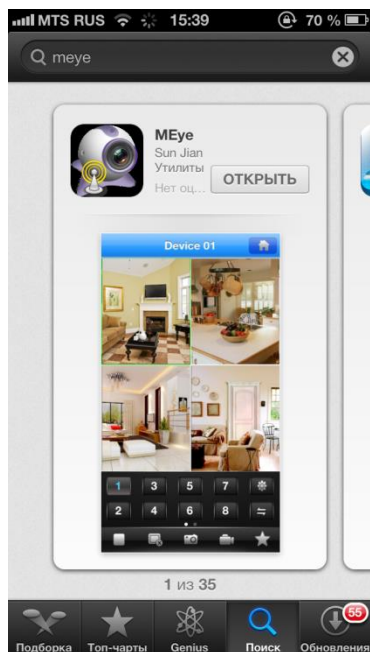 MTS RUS 15:39 70 %
meye
MEye
Sun Jian
Утилиты
Нет оц...
ОТКРЫТЬ
Device 01
1 3 5 7
2 4 6 8
1 из 35
55
Подборка Топ-чарты Genius Поиск Обновления